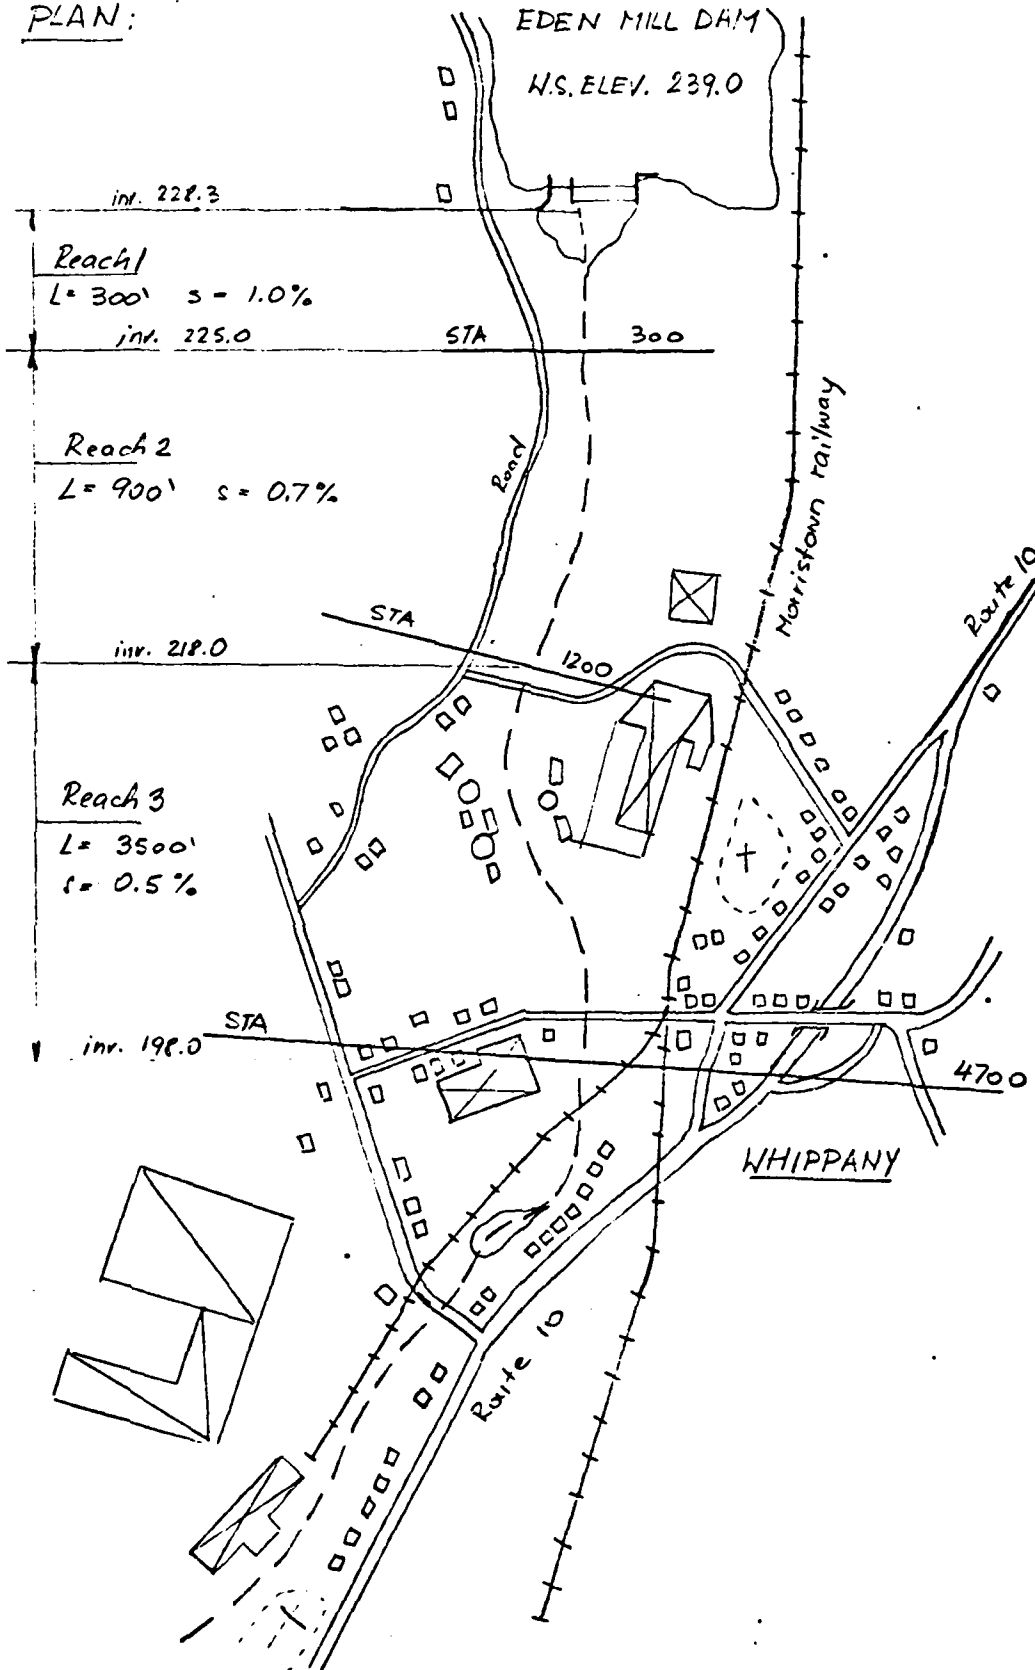 PLAN:
EDEN MILL DAM
W.S. ELEV. 239.0
inv. 228.3
Reach 1
L= 300' s = 1.0%
inv. 225.0
STA 300
Reach 2
L= 900' s = 0.7%
Road
Morristown railway
Route 10
STA 1200
inv. 218.0
Reach 3
L= 3500'
s= 0.5%
inv. 198.0
STA 4700
WHIPPANY
Route 10